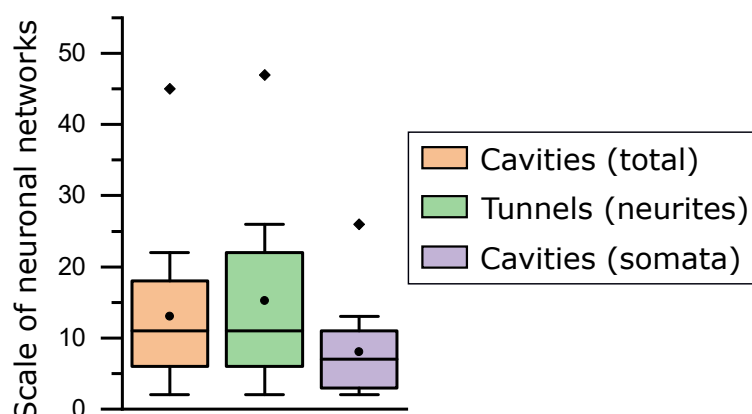 Scale of neuronal networks
50
40
30
20
10
0
Cavities (total)
Tunnels (neurites)
Cavities (somata)